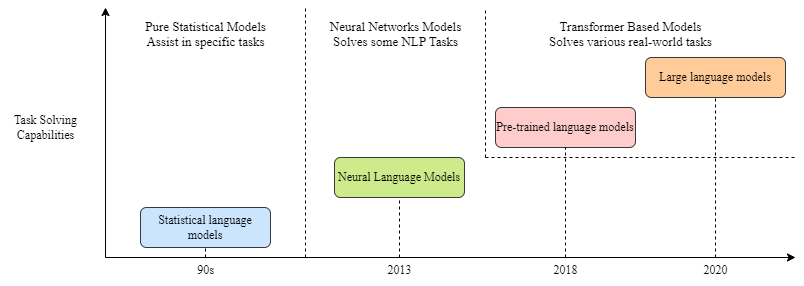 Pure Statistical Models
Assist in specific tasks
Neural Networks Models
Solves some NLP Tasks
Transformer Based Models
Solves various real-world tasks
Large language models
Task Solving
Capabilities
Pre-trained language models
Neural Language Models
Statistical language
models
90s
2013
2018
2020